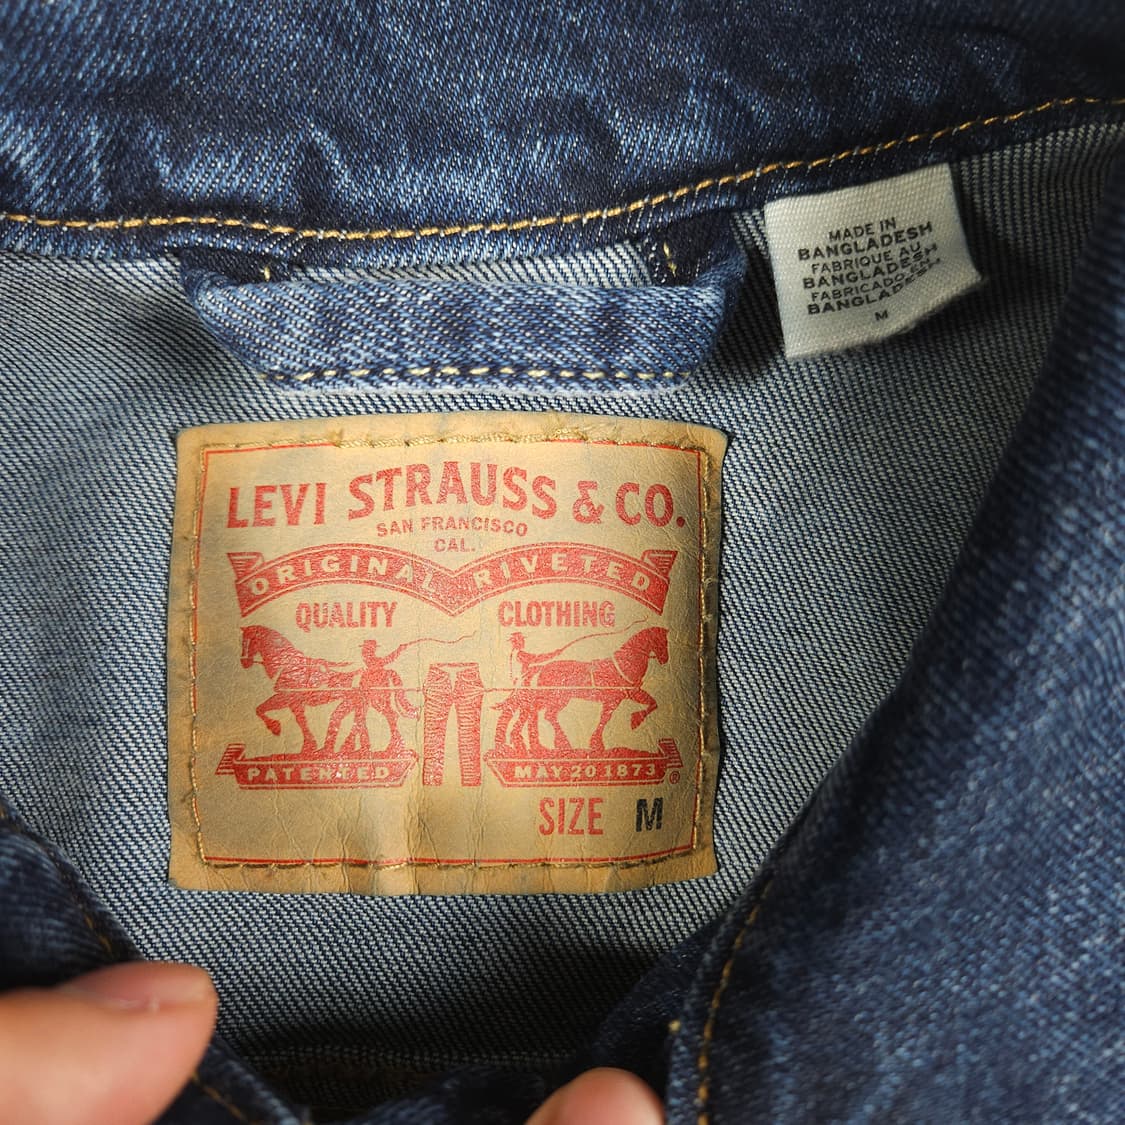 MADE IN
BANGLADESH
FABRIQUE AU
BANGLADESH
FABRICADO EN
BANGLADESH
M
LEVI STRAUSS & CO.
SAN FRANCISCO
CAL.
ORIGINAL RIVETED
QUALITY CLOTHING
PATENTED MAY 20 1873 ®
SIZE M